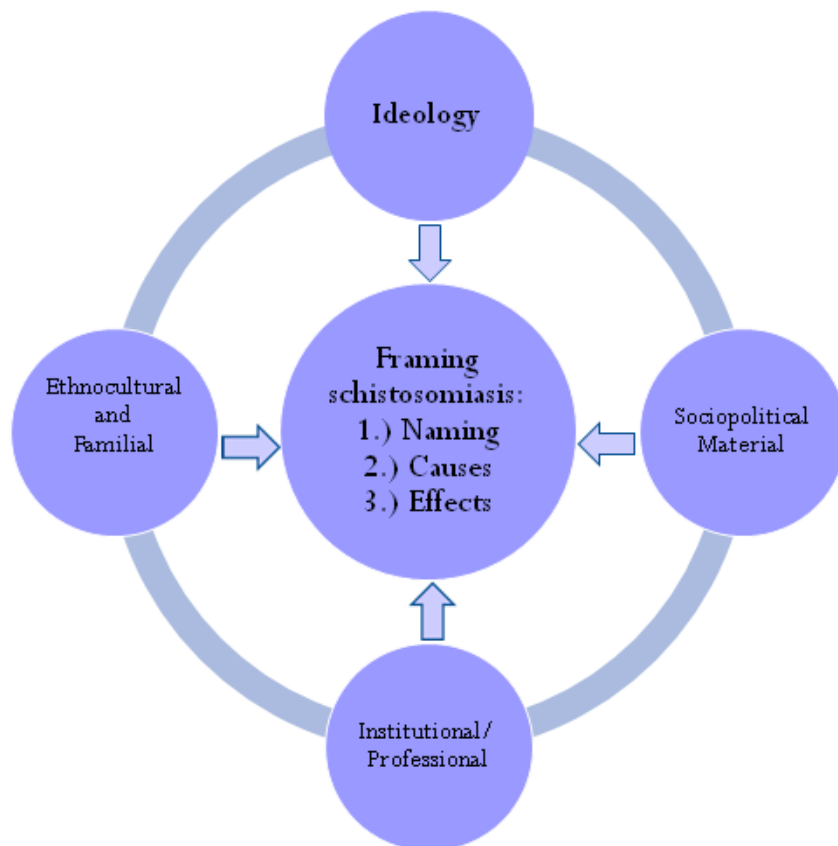 Ideology
Ethnocultural
and
Familial
Framing
schistosomiasis:
1.) Naming
2.) Causes
3.) Effects
Sociopolitical
Material
Institutional/
Professional